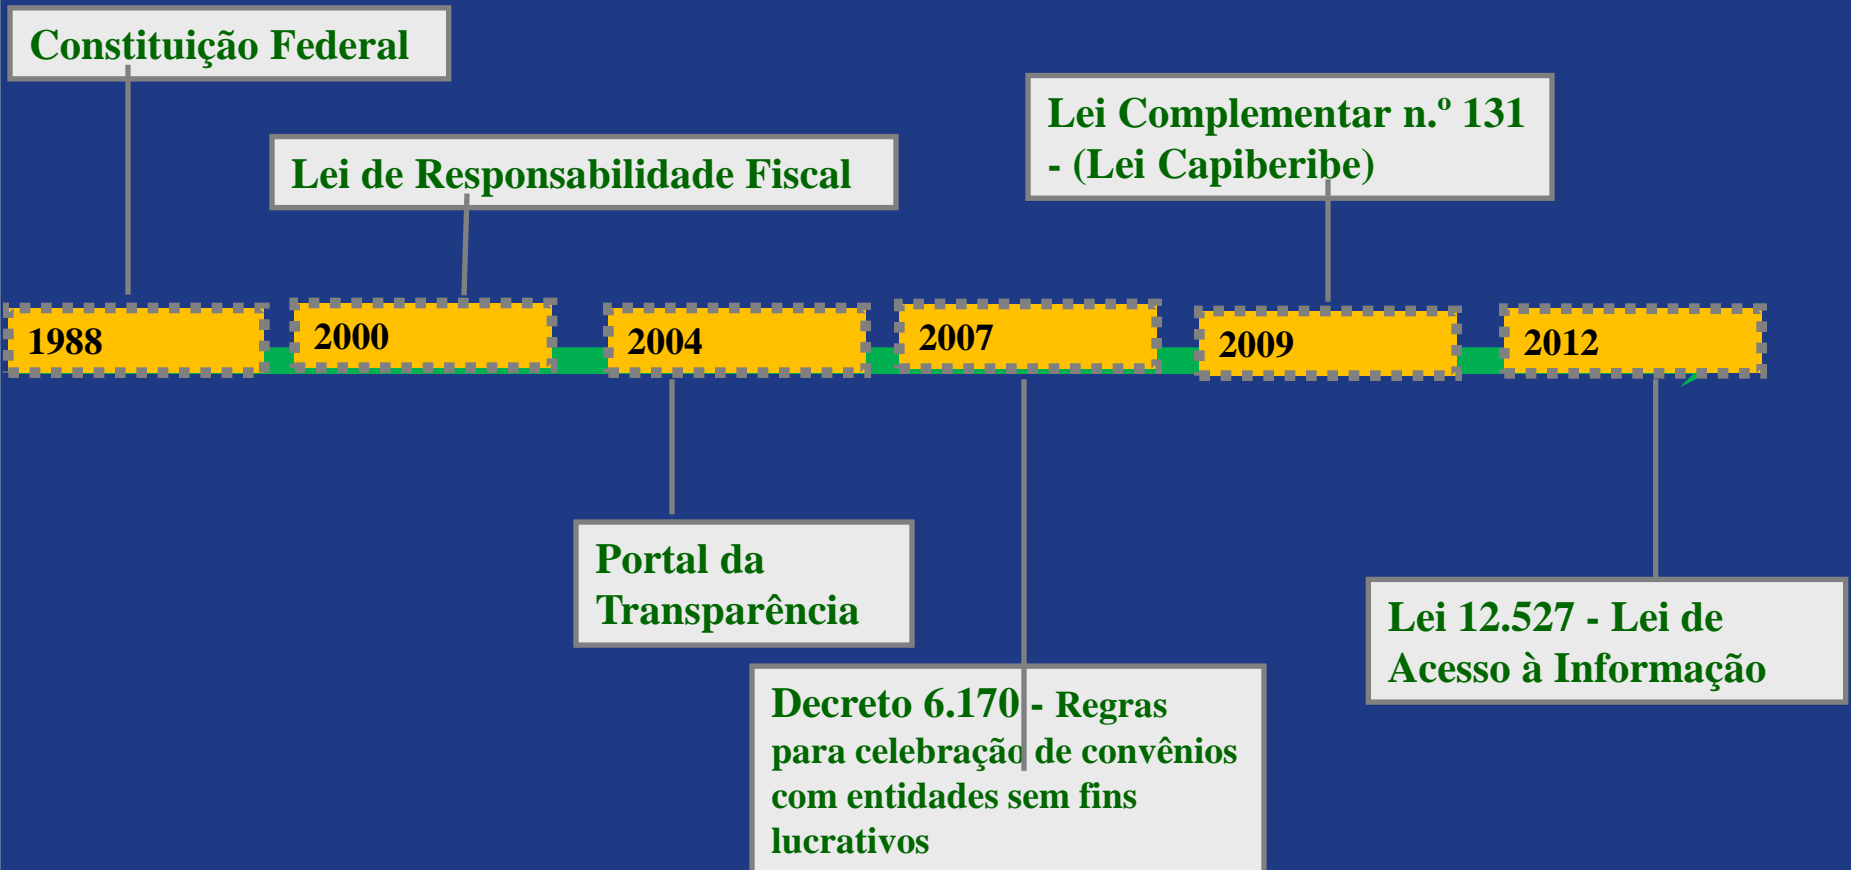 Constituição Federal
Lei de Responsabilidade Fiscal
Lei Complementar n.º 131
- (Lei Capiberibe)
1988
2000
2004
2007
2009
2012
Portal da
Transparência
Decreto 6.170 - Regras
para celebração de convênios
com entidades sem fins
lucrativos
Lei 12.527 - Lei de
Acesso à Informação